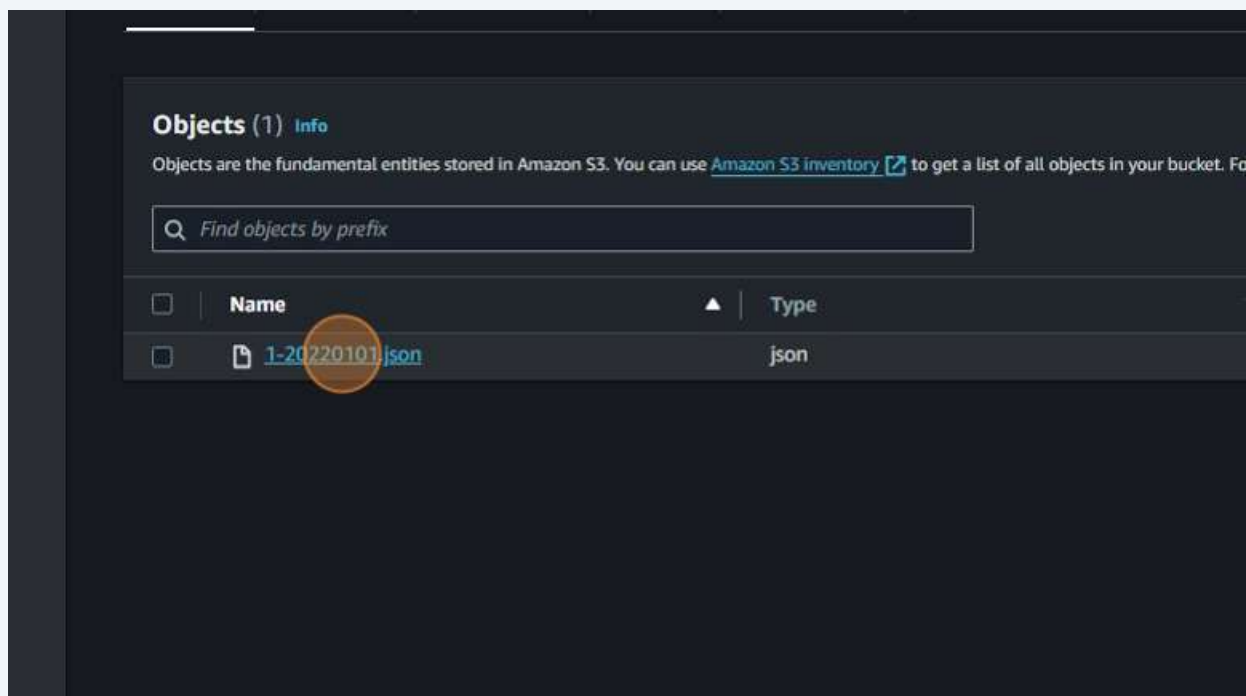 Objects (1) Info
Objects are the fundamental entities stored in Amazon S3. You can use Amazon S3 inventory to get a list of all objects in your bucket. Fo
Find objects by prefix
Name Type
1-20220101.json json